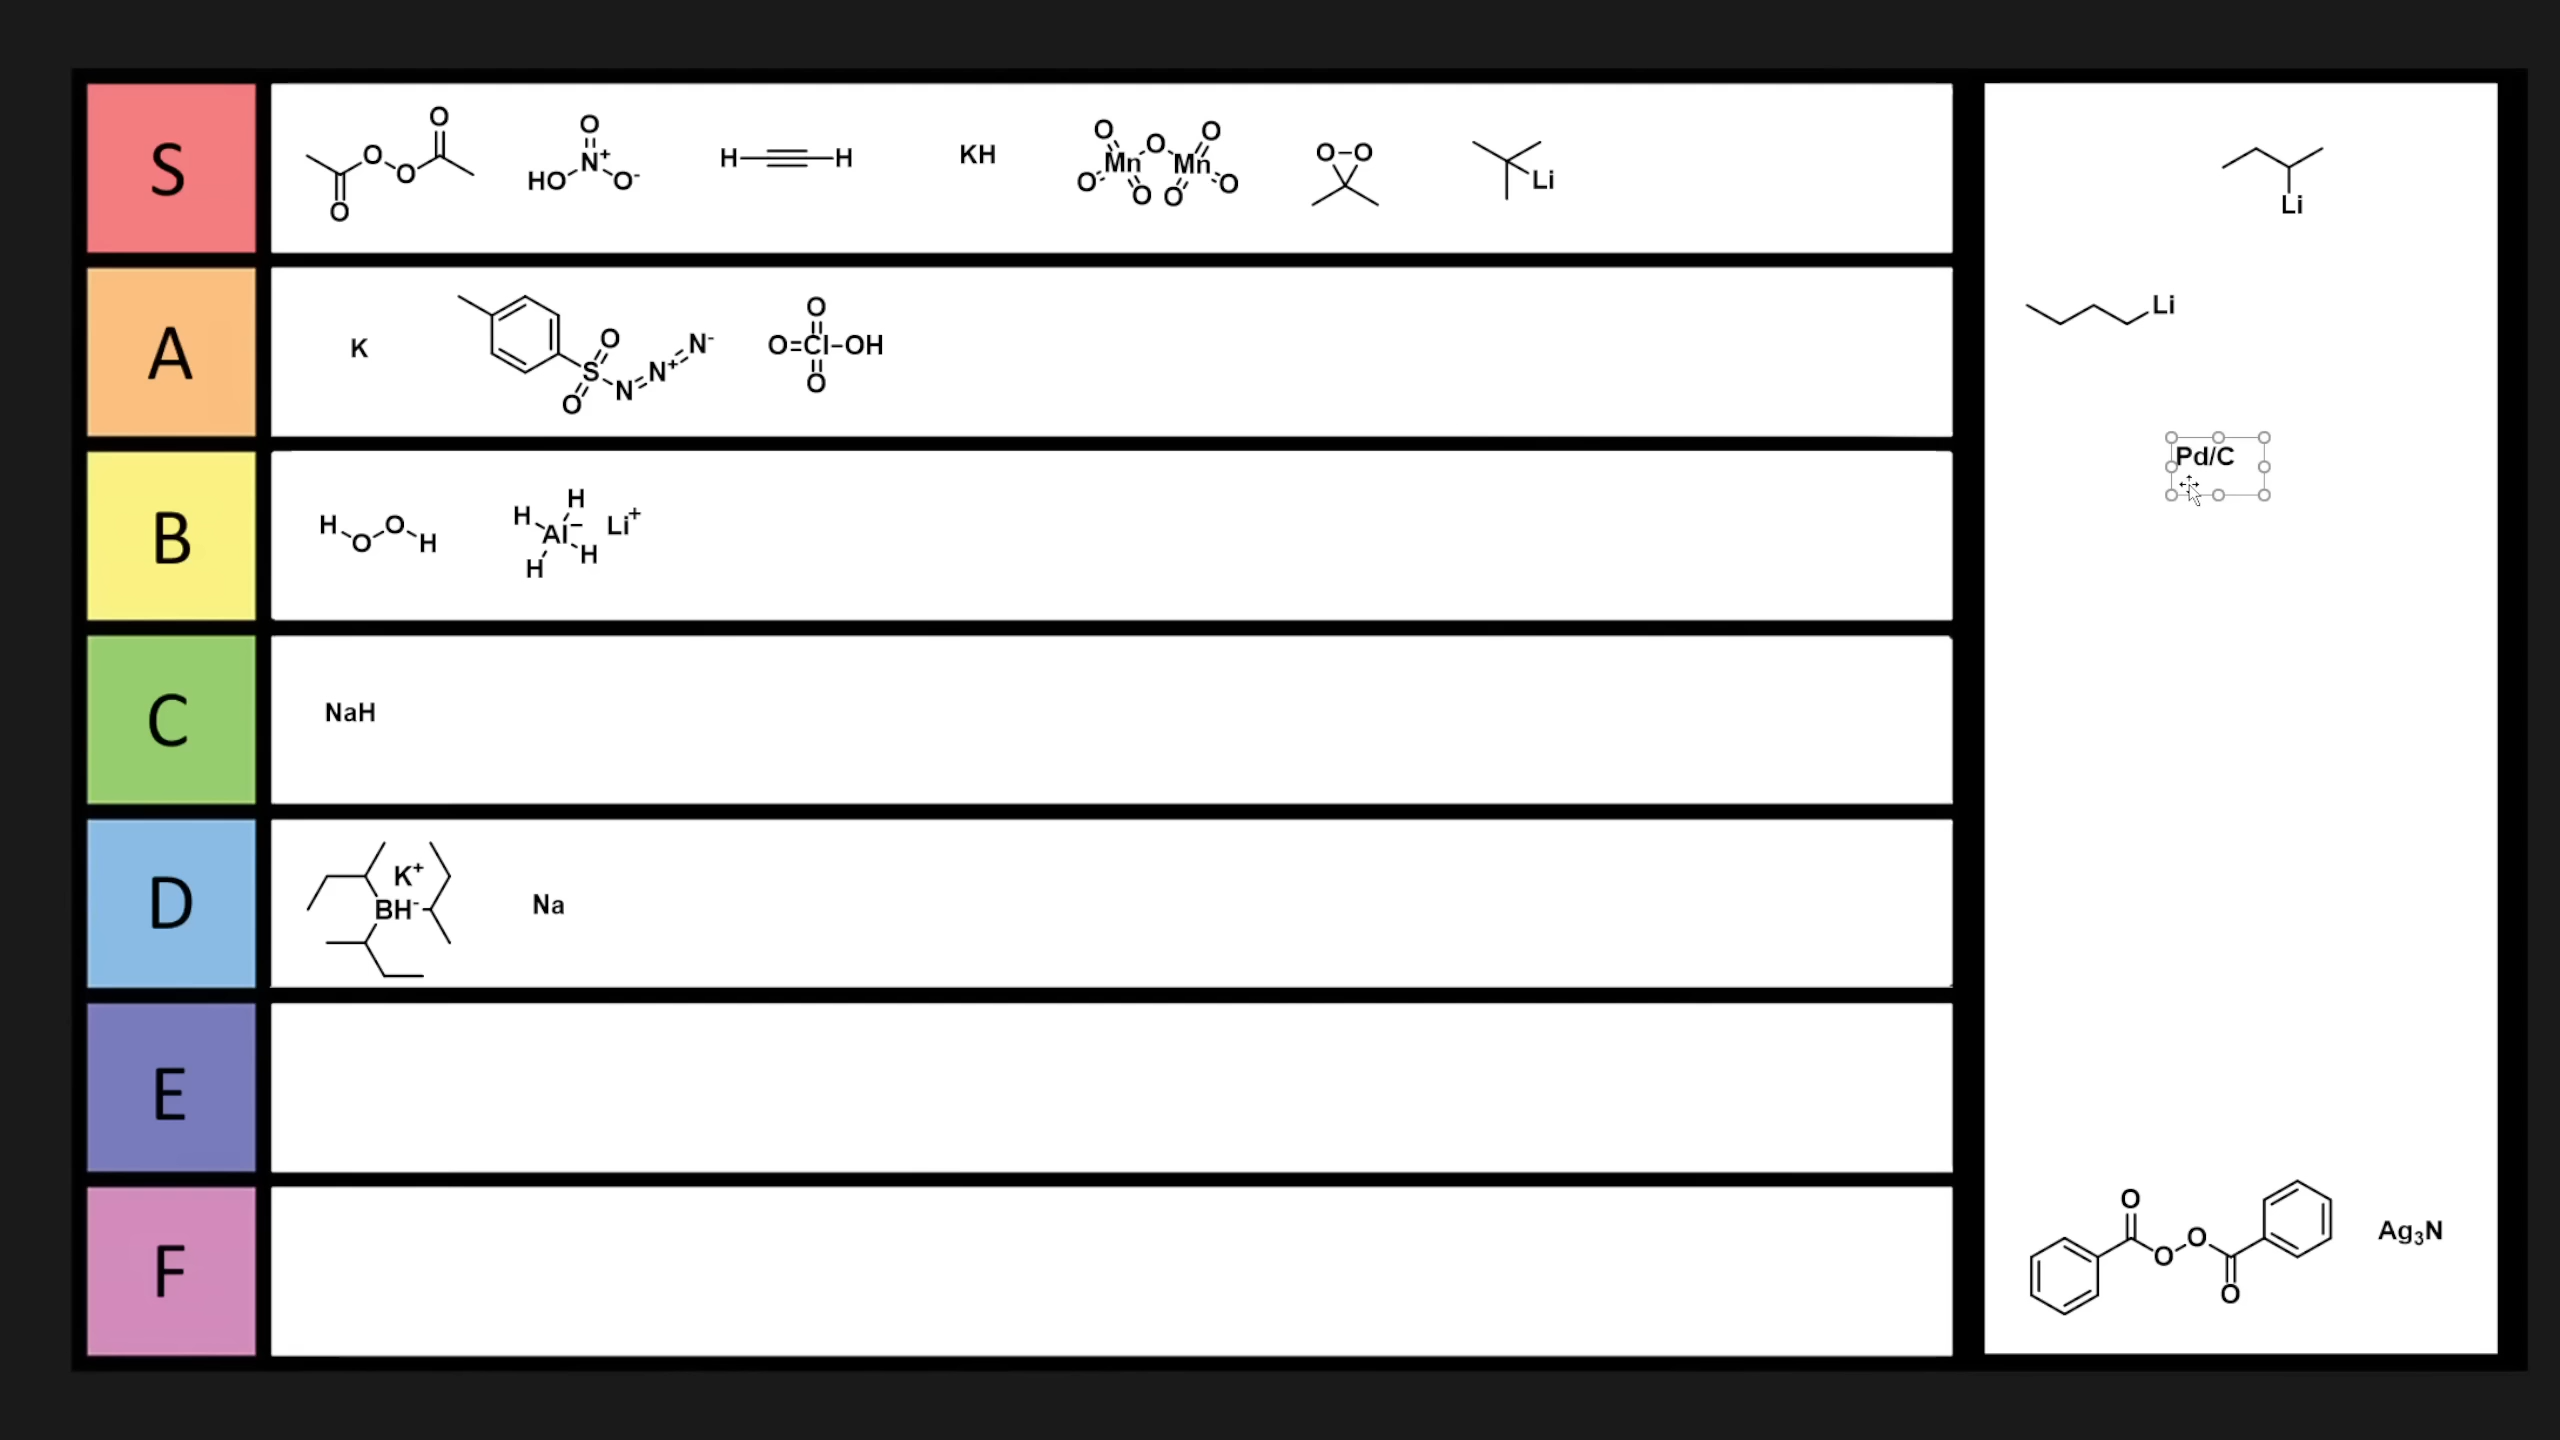 S
O
O
O
O
O
HO
N+
O-
H
H
KH
O
O
O
Mn
Mn
O
O
O
O
O-O
Li
A
K
O
S
O
N
N+
N-
O
O=Cl-OH
O
B
H
O
O
H
H
H
Al-
H
H
Li+
C
NaH
D
K+
BH-
Na
E
F
Li
Li
Pd/C
O
O
O
O
Ag3N